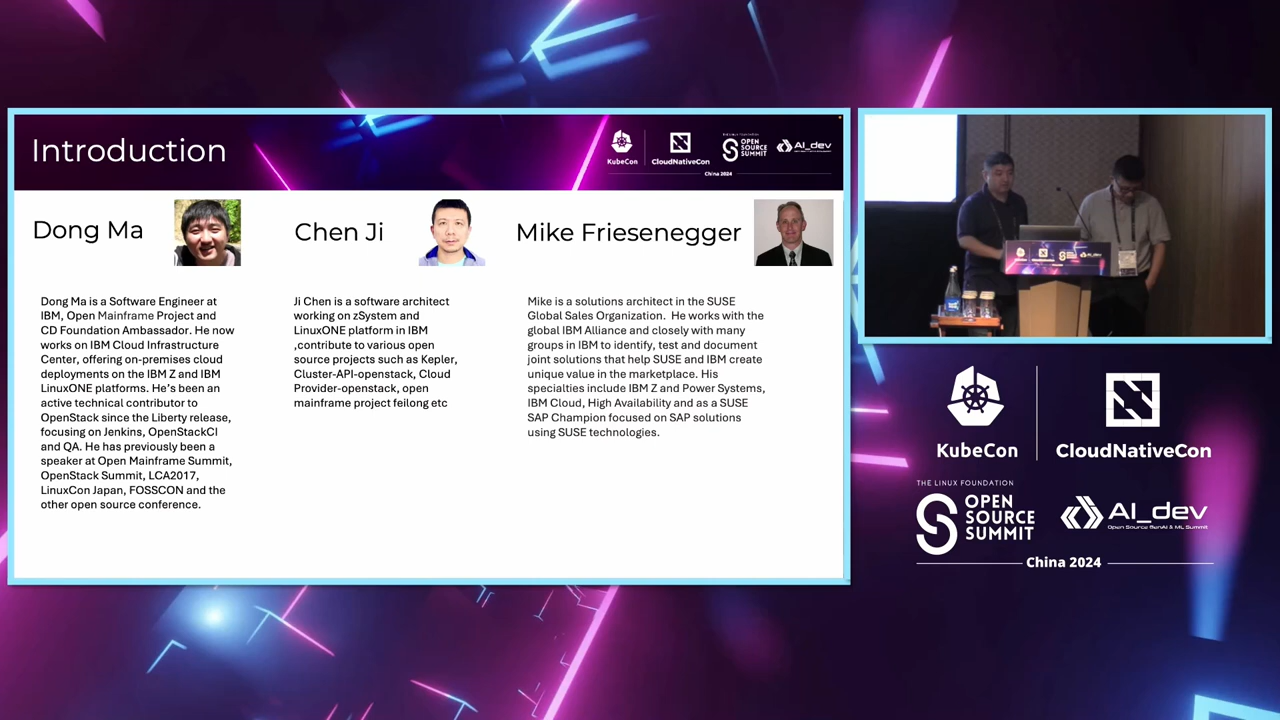 Introduction
KubeCon
CloudNativeCon
THE LINUX FOUNDATION
OPEN
SOURCE
SUMMIT
AI_dev
China 2024
Dong Ma
Chen Ji
Mike Friesenegger
Dong Ma is a Software Engineer at
IBM, Open Mainframe Project and
CD Foundation Ambassador. He now
works on IBM Cloud Infrastructure
Center, offering on-premises cloud
deployments on the IBM Z and IBM
LinuxONE platforms. He's been an
active technical contributor to
OpenStack since the Liberty release,
focusing on Jenkins, OpenStackCI
and QA. He has previously been a
speaker at Open Mainframe Summit,
OpenStack Summit, LCA2017,
LinuxCon Japan, FOSSCON and the
other open source conference.
Ji Chen is a software architect
working on zSystem and
LinuxONE platform in IBM
,contribute to various open
source projects such as Kepler,
Cluster-API-openstack, Cloud
Provider-openstack, open
mainframe project feilong etc
Mike is a solutions architect in the SUSE
Global Sales Organization.  He works with the
global IBM Alliance and closely with many
groups in IBM to identify, test and document
joint solutions that help SUSE and IBM create
unique value in the marketplace. His
specialties include IBM Z and Power Systems,
IBM Cloud, High Availability and as a SUSE
SAP Champion focused on SAP solutions
using SUSE technologies.
KubeCon
CloudNativeCon
THE LINUX FOUNDATION
OPEN
SOURCE
SUMMIT
AI_dev
Open Source GenAI & ML Summit
China 2024